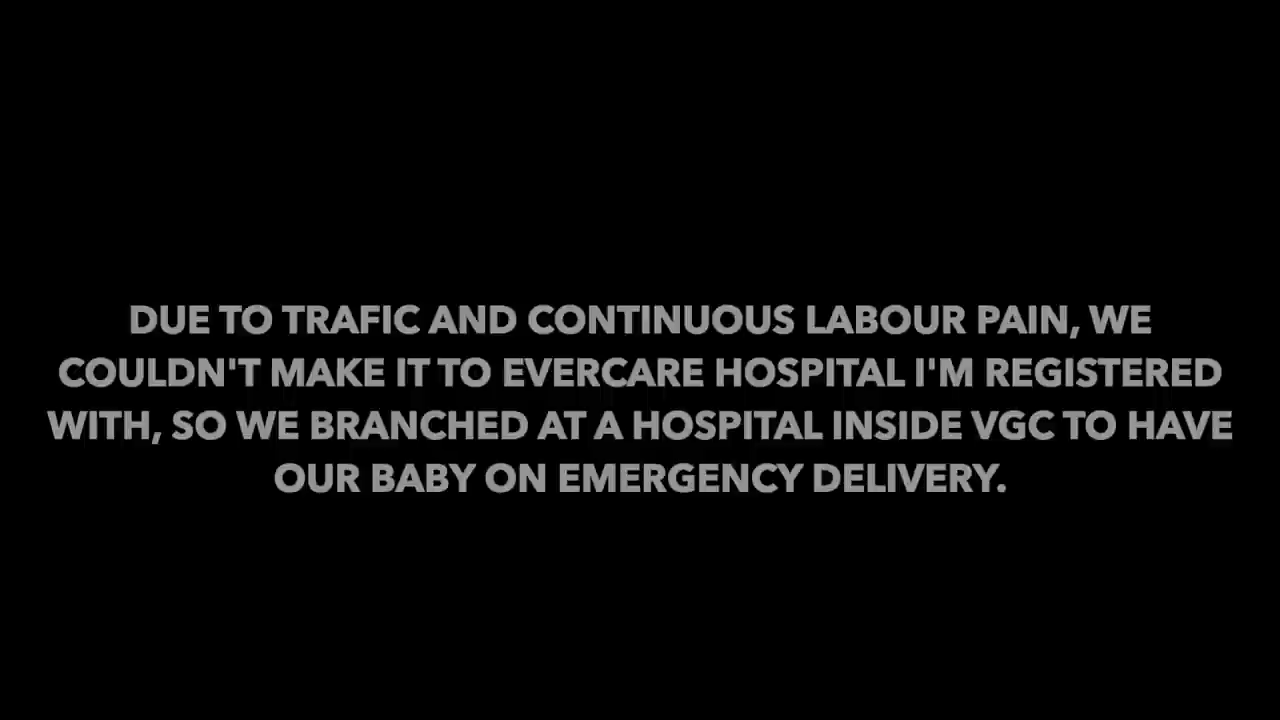 DUE TO TRAFIC AND CONTINUOUS LABOUR PAIN, WE
COULDN'T MAKE IT TO EVERCARE HOSPITAL I'M REGISTERED
WITH, SO WE BRANCHED AT A HOSPITAL INSIDE VGC TO HAVE
OUR BABY ON EMERGENCY DELIVERY.